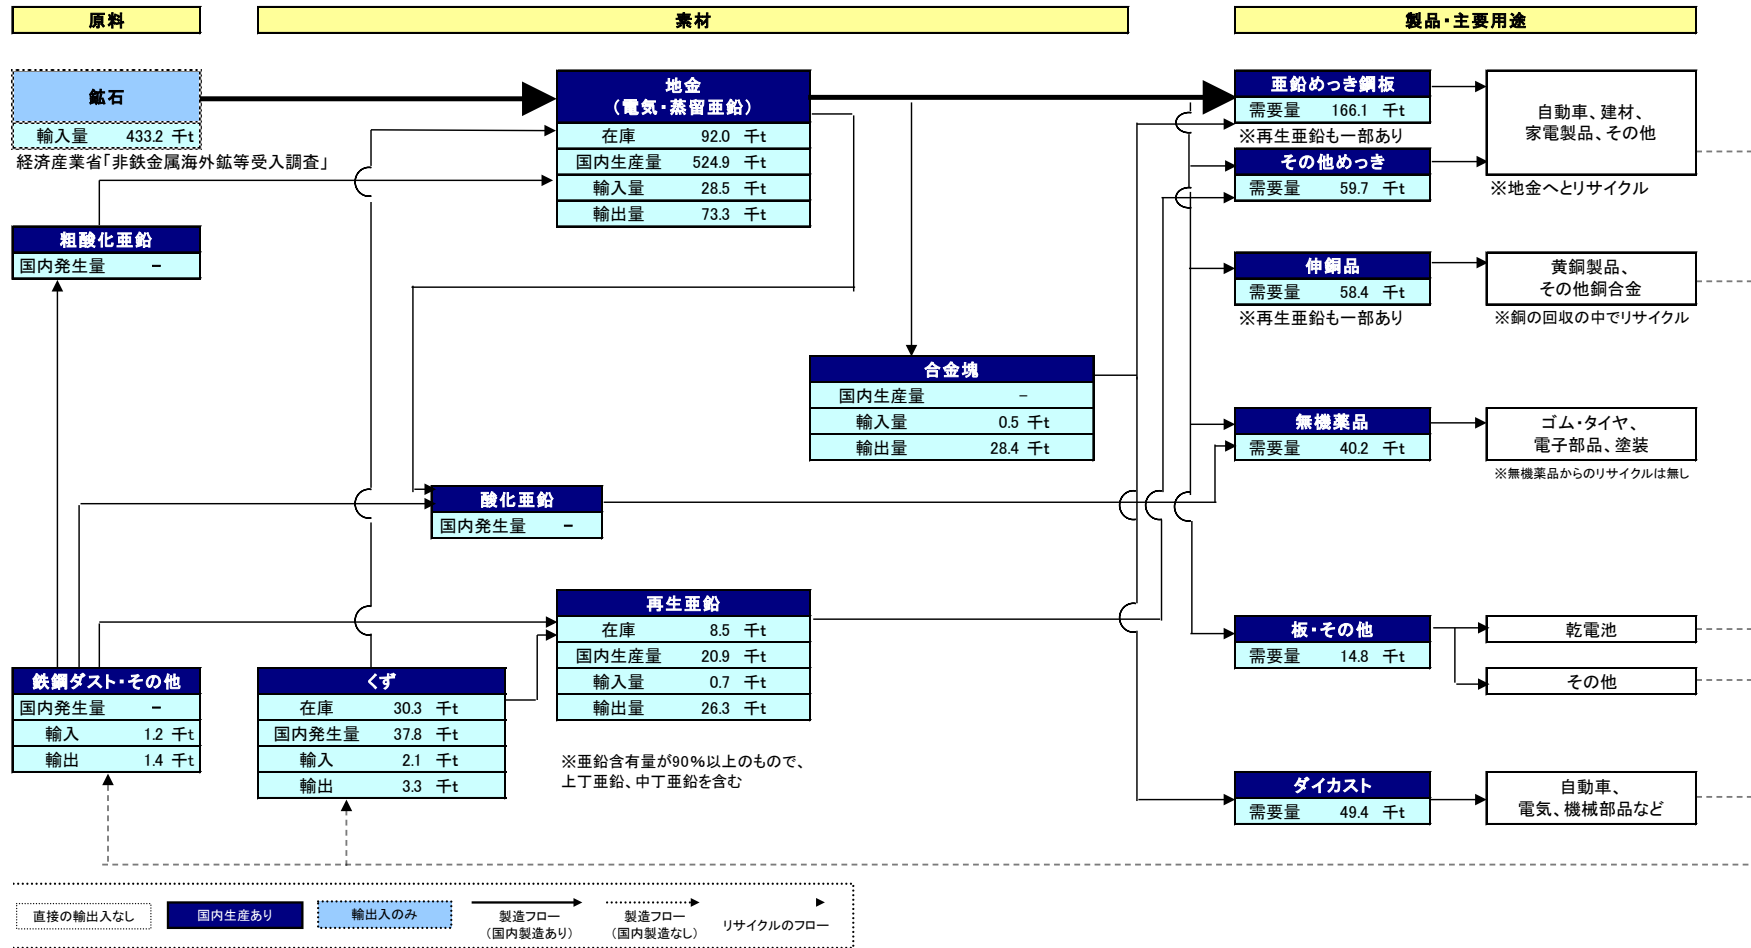 原料
素材
製品・主要用途
鉱石
輸入量 433.2 千t
経済産業省「非鉄金属海外鉱等受入調査」
粗酸化亜鉛
国内発生量 －
鉄鋼ダスト・その他
国内発生量 －
輸入 1.2 千t
輸出 1.4 千t
くず
在庫 30.3 千t
国内発生量 37.8 千t
輸入 2.1 千t
輸出 3.3 千t
地金
（電気・蒸留亜鉛）
在庫 92.0 千t
国内生産量 524.9 千t
輸入量 28.5 千t
輸出量 73.3 千t
酸化亜鉛
国内発生量 －
再生亜鉛
在庫 8.5 千t
国内生産量 20.9 千t
輸入量 0.7 千t
輸出量 26.3 千t
※亜鉛含有量が90%以上のもので、
上丁亜鉛、中丁亜鉛を含む
合金塊
国内生産量 －
輸入量 0.5 千t
輸出量 28.4 千t
亜鉛めっき鋼板
需要量 166.1 千t
※再生亜鉛も一部あり
その他めっき
需要量 59.7 千t
自動車、建材、
家電製品、その他
※地金へとリサイクル
伸銅品
需要量 58.4 千t
※再生亜鉛も一部あり
黄銅製品、
その他銅合金
※銅の回収の中でリサイクル
無機薬品
需要量 40.2 千t
ゴム・タイヤ、
電子部品、塗装
※無機薬品からのリサイクルは無し
板・その他
需要量 14.8 千t
乾電池
その他
ダイカスト
需要量 49.4 千t
自動車、
電気、機械部品など
直接の輸出入なし
国内生産あり
輸出入のみ
製造フロー
（国内製造あり）
製造フロー
（国内製造なし）
リサイクルのフロー